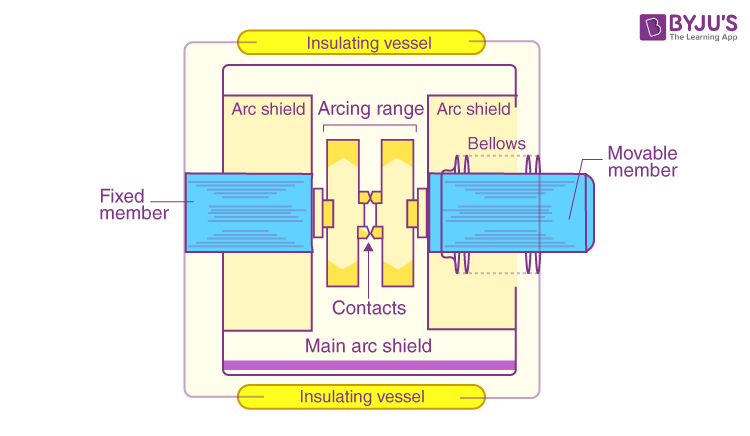 BYJU'S
The Learning App
Insulating vessel
Arc shield
Arcing range
Arc shield
Bellows
Movable
member
Fixed
member
Contacts
Main arc shield
Insulating vessel